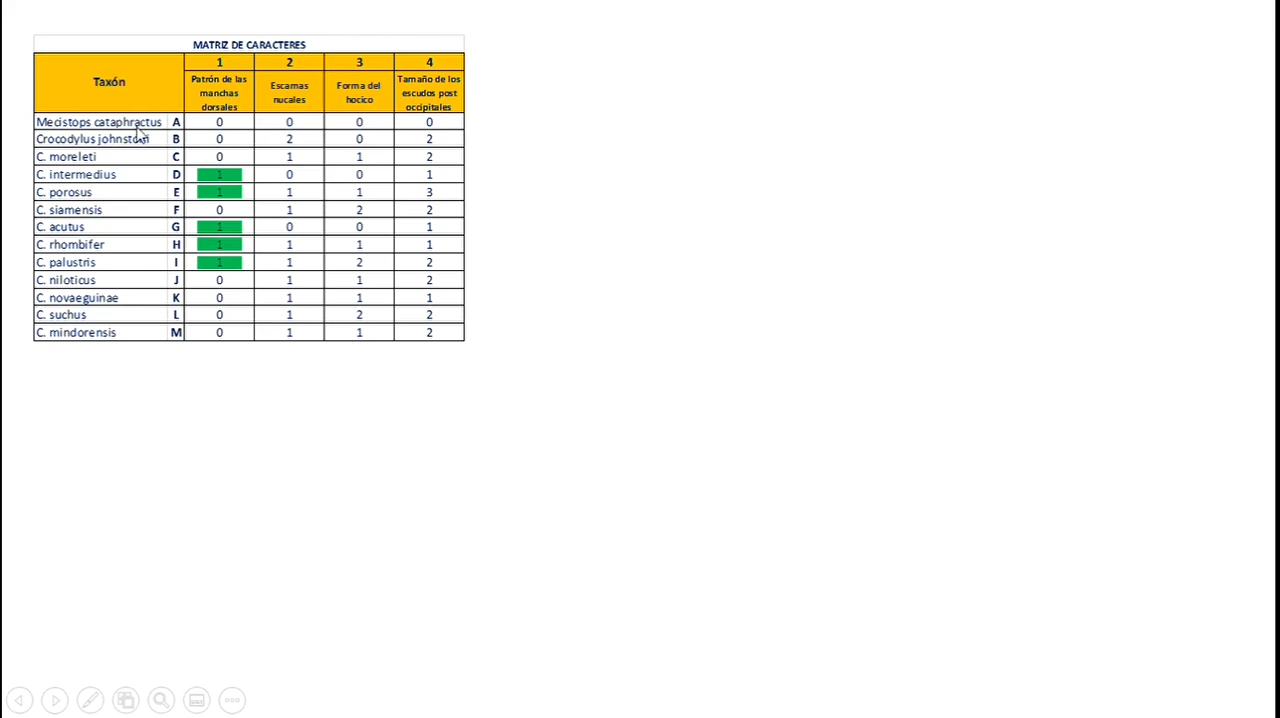 MATRIZ DE CARACTERES
Taxón 1 2 3 4
Patrón de las manchas dorsales Escamas nucales Forma del hocico Tamaño de los escudos post occipitales
Mecistops cataphractus A 0 0 0 0
Crocodylus johnstoni B 0 2 0 2
C. moreleti C 0 1 1 2
C. intermedius D 1 0 0 1
C. porosus E 1 1 1 3
C. siamensis F 0 1 2 2
C. acutus G 1 0 0 1
C. rhombifer H 1 1 1 1
C. palustris I 1 1 2 2
C. niloticus J 0 1 1 2
C. novaeguinae K 0 1 1 1
C. suchus L 0 1 2 2
C. mindorensis M 0 1 1 2